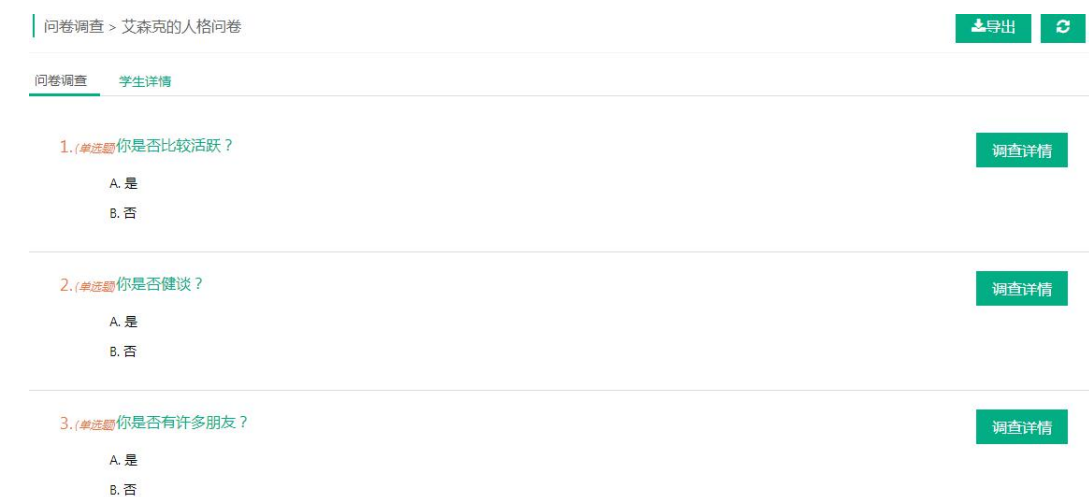 问卷调查 > 艾森克的人格问卷 导出
问卷调查 学生详情
1.(单选题)你是否比较活跃？ 调查详情
A. 是
B. 否
2.(单选题)你是否健谈？ 调查详情
A. 是
B. 否
3.(单选题)你是否有许多朋友？ 调查详情
A. 是
B. 否